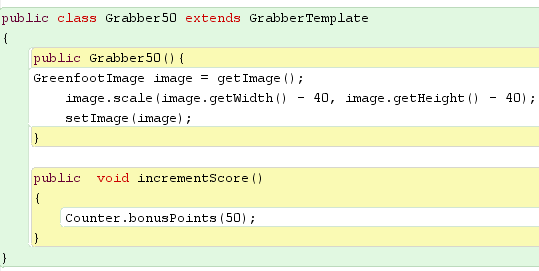 public class Grabber50 extends GrabberTemplate
{
    public Grabber50(){
    GreenfootImage image = getImage();
        image.scale(image.getWidth() - 40, image.getHeight() - 40);
        setImage(image);
    }
    public  void incrementScore()
    {
        Counter.bonusPoints(50);
    }
}